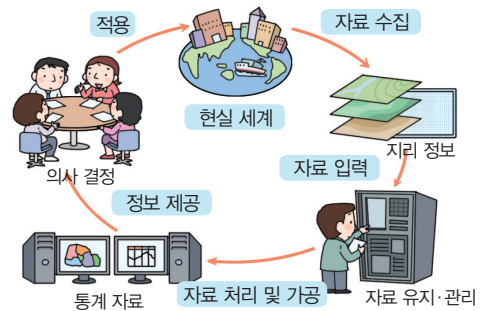 적용
자료 수집
현실 세계
지리 정보
의사 결정
자료 입력
정보 제공
통계 자료
자료 처리 및 가공
자료 유지·관리